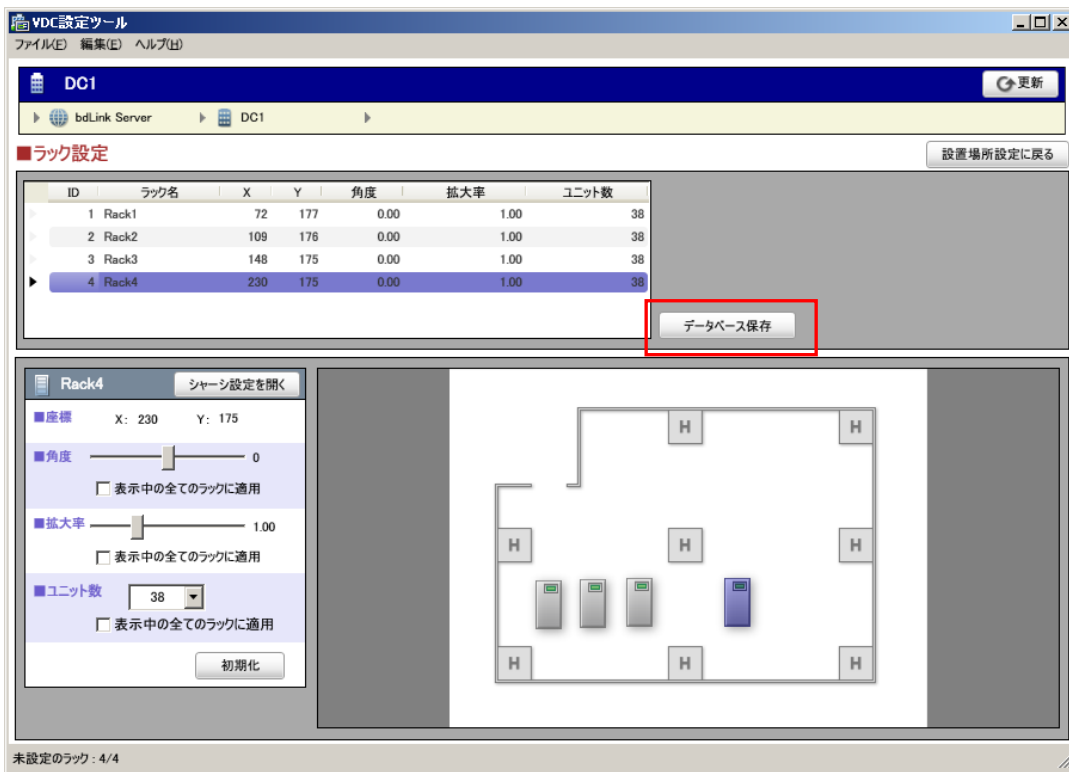 VDC設定ツール
ファイル(F) 編集(E) ヘルプ(H)
DC1 更新
bdLink Server DC1
■ラック設定 設置場所設定に戻る
ID ラック名 X Y 角度 拡大率 ユニット数
1 Rack1 72 177 0.00 1.00 38
2 Rack2 109 176 0.00 1.00 38
3 Rack3 148 175 0.00 1.00 38
4 Rack4 230 175 0.00 1.00 38
データベース保存
Rack4 シャーシ設定を開く
■座標 X: 230 Y: 175
■角度 0
表示中の全てのラックに適用
■拡大率 1.00
表示中の全てのラックに適用
■ユニット数 38
表示中の全てのラックに適用
初期化
H H
H H H
H H H
未設定のラック : 4/4